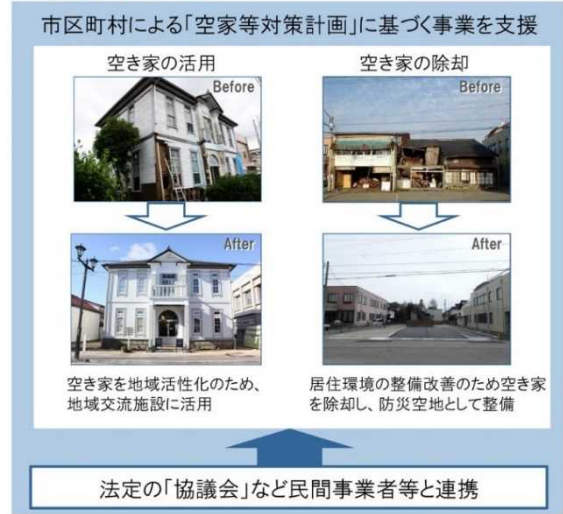 市区町村による「空家等対策計画」に基づく事業を支援
空き家の活用
空き家の除却
Before
Before
After
After
空き家を地域活性化のため、
地域交流施設に活用
居住環境の整備改善のため空き家
を除却し、防災空地として整備
法定の「協議会」など民間事業者等と連携